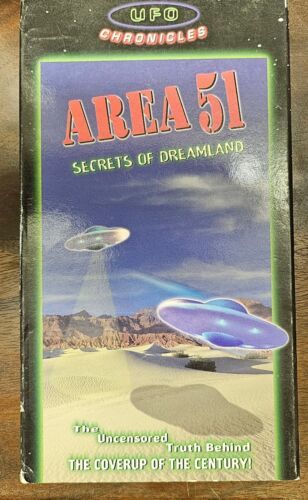 UFO
CHRONICLES
AREA 51
SECRETS OF DREAMLAND
The
Uncensored
Truth Behind
THE COVERUP OF THE CENTURY!